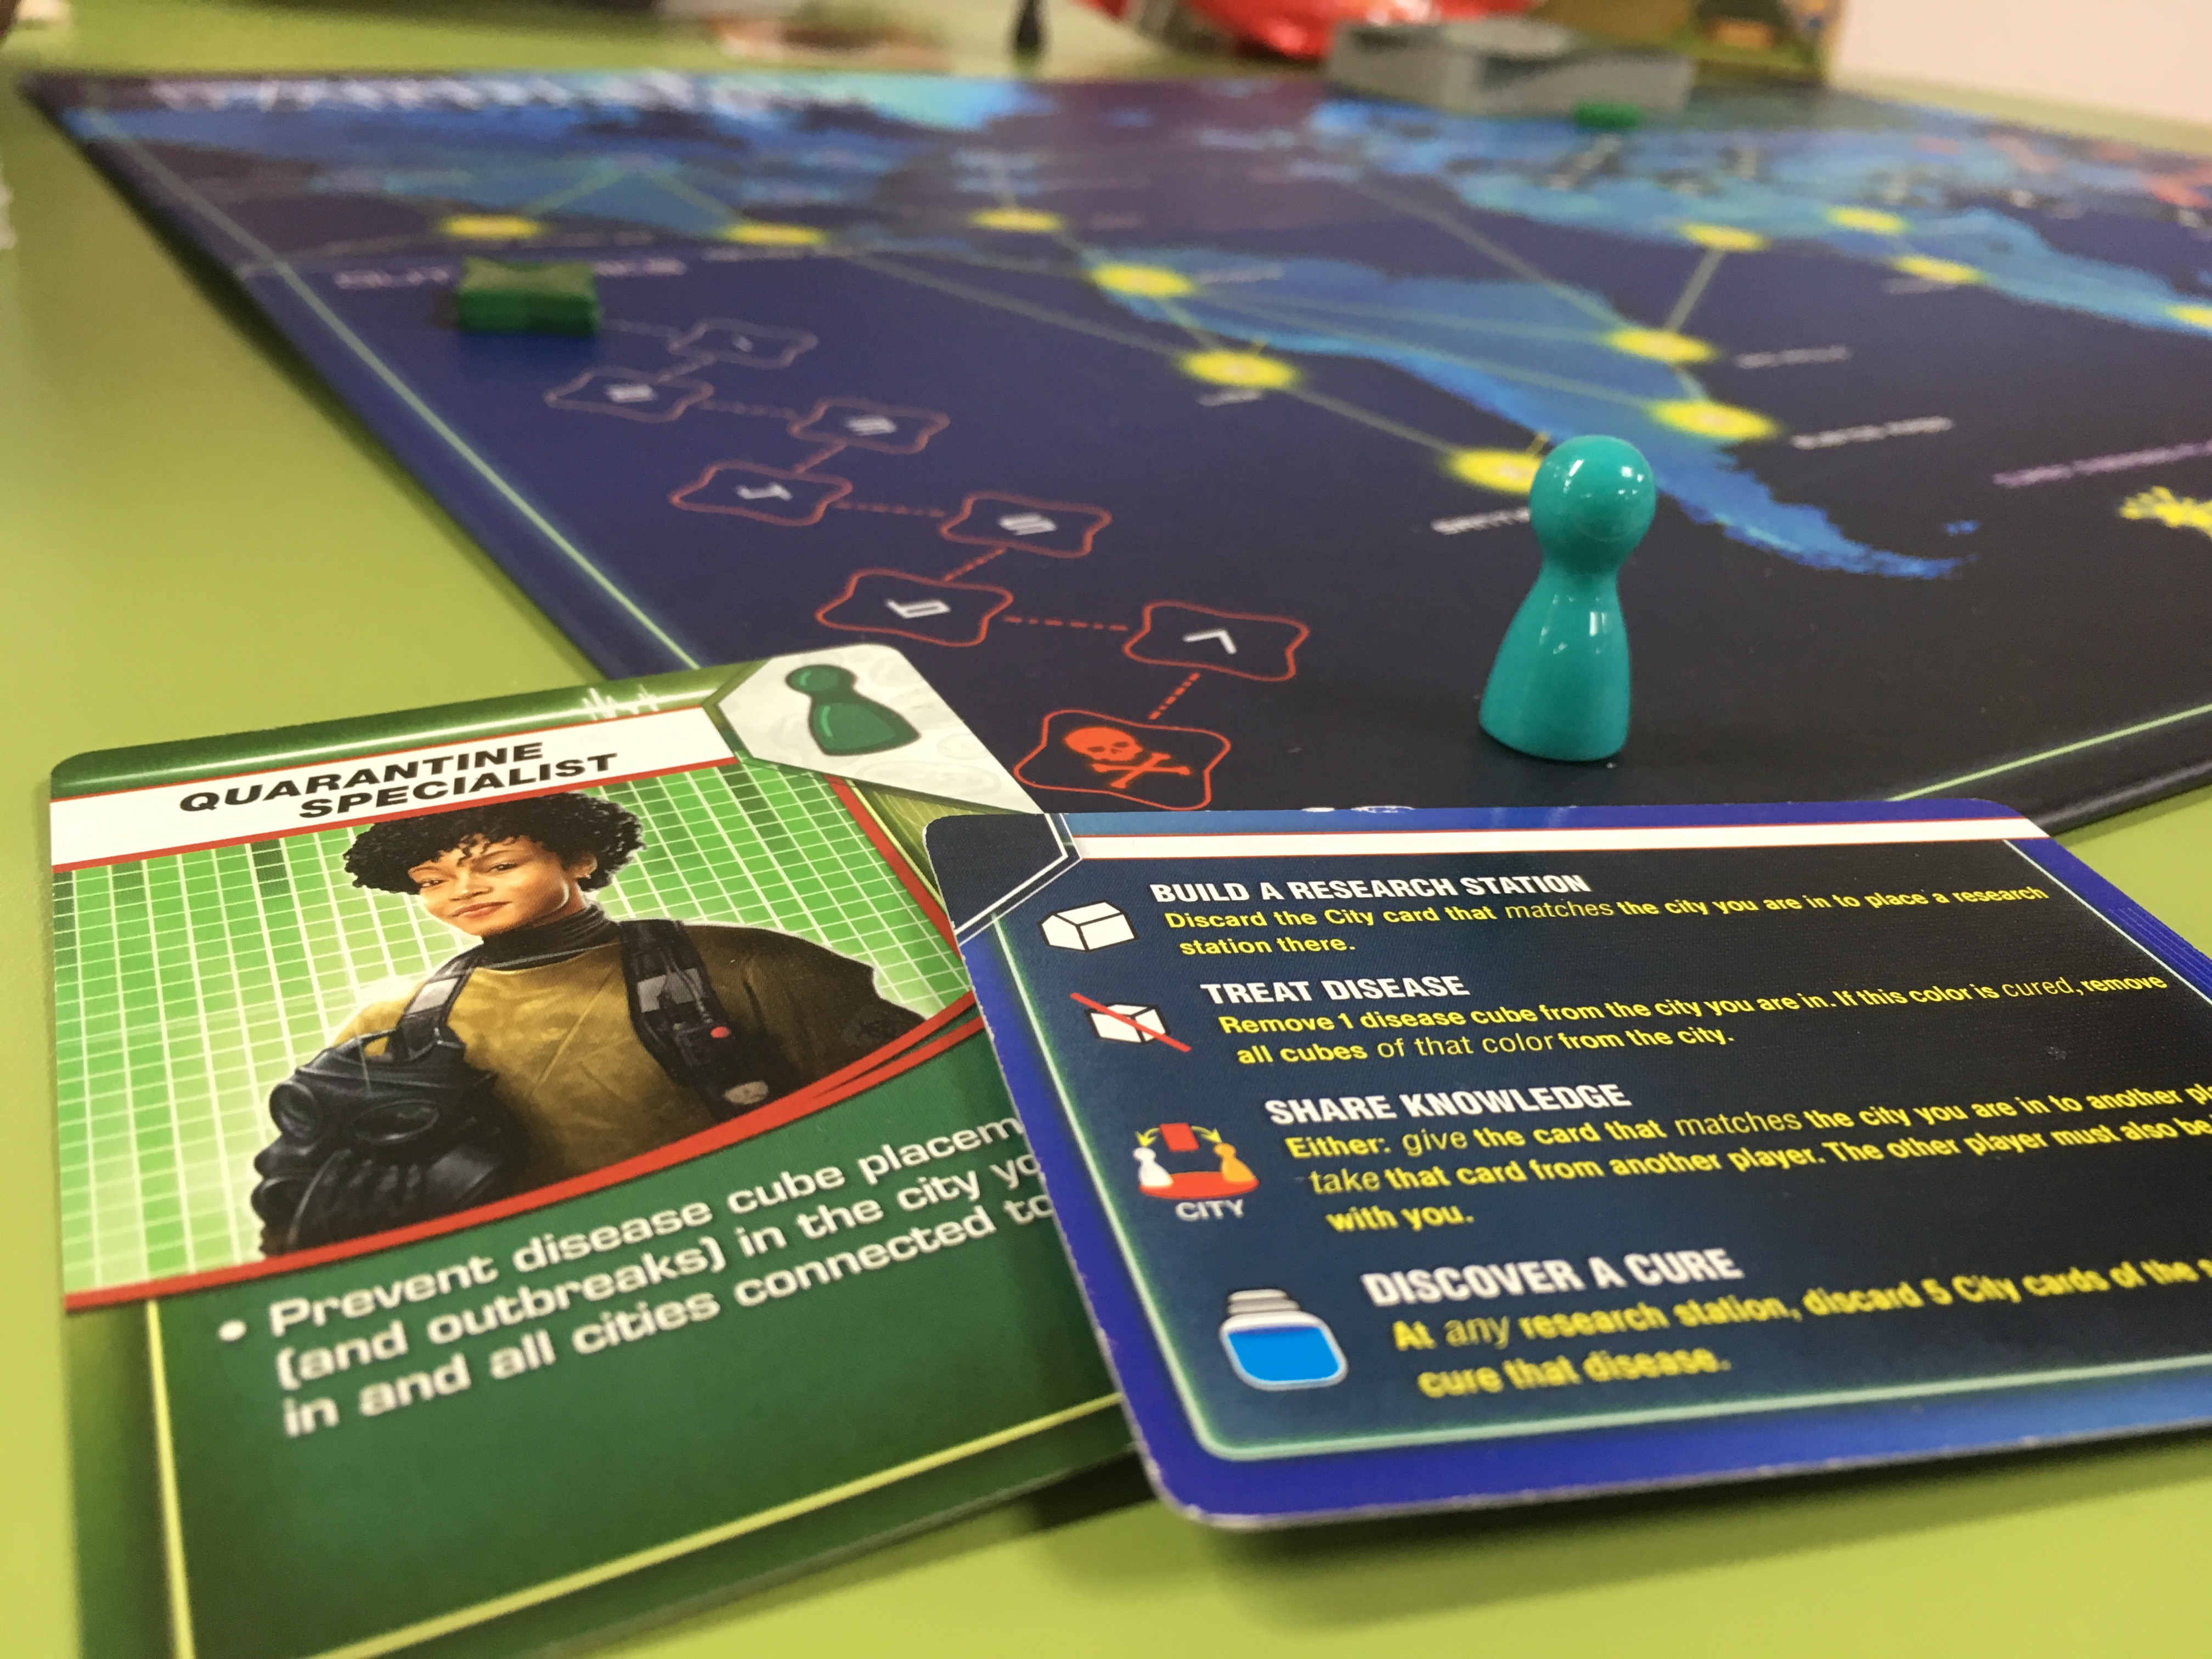 QUARANTINE
SPECIALIST
• Prevent disease cube
(and outbreaks) in the city
in and all cities connected to
BUILD A RESEARCH STATION
Discard the City card that matches the city you are in to place a research
station there.
TREAT DISEASE
Remove 1 disease cube from the city you are in. If this color is cured, remove
all cubes of that color from the city.
SHARE KNOWLEDGE
Either: give the card that matches the city you are in to another
take that card from another player. The other player must also be
with you.
CITY
DISCOVER A CURE
At any research station, discard 5 City cards of the
cure that disease.
4
5
6
7